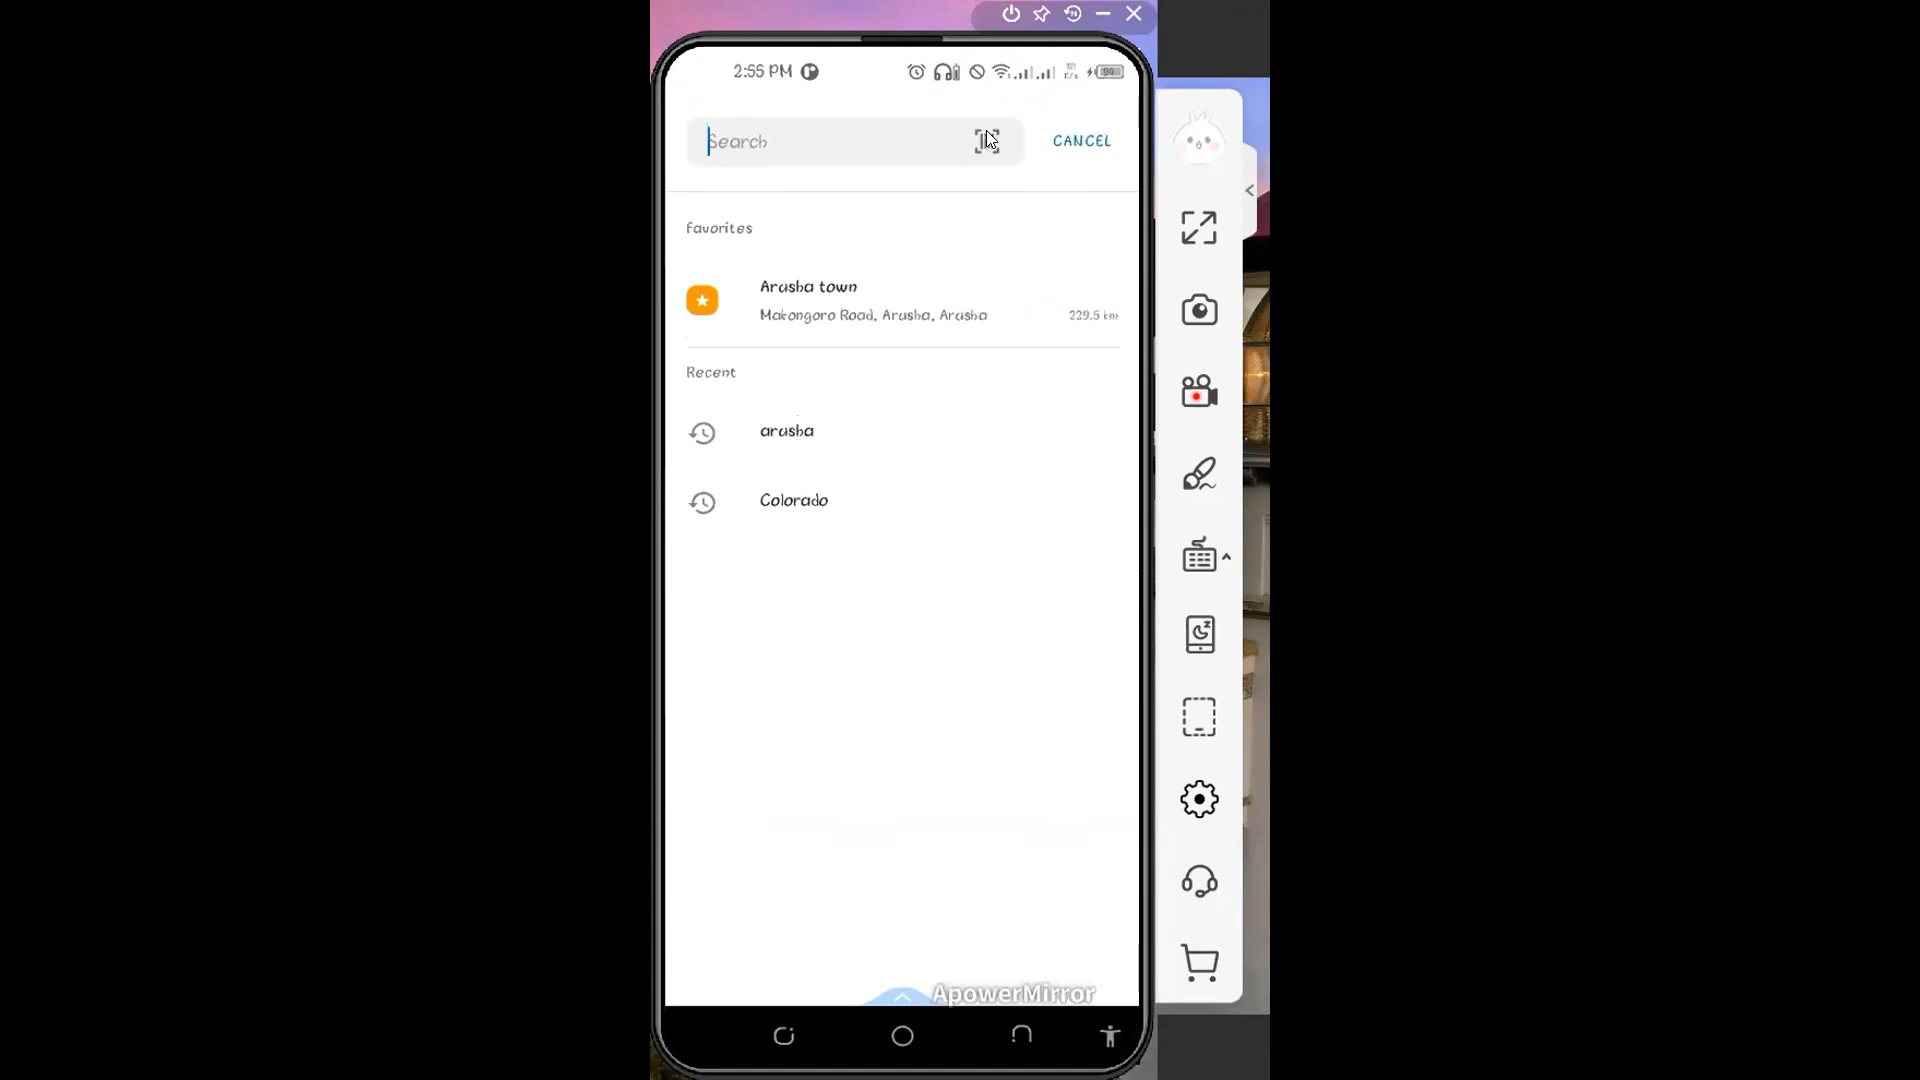 2:55 PM
Search
CANCEL
Favorites
Arusha town
Makongoro Road, Arusha, Arusha
229.5 km
Recent
arusha
Colorado
ApowerMirror